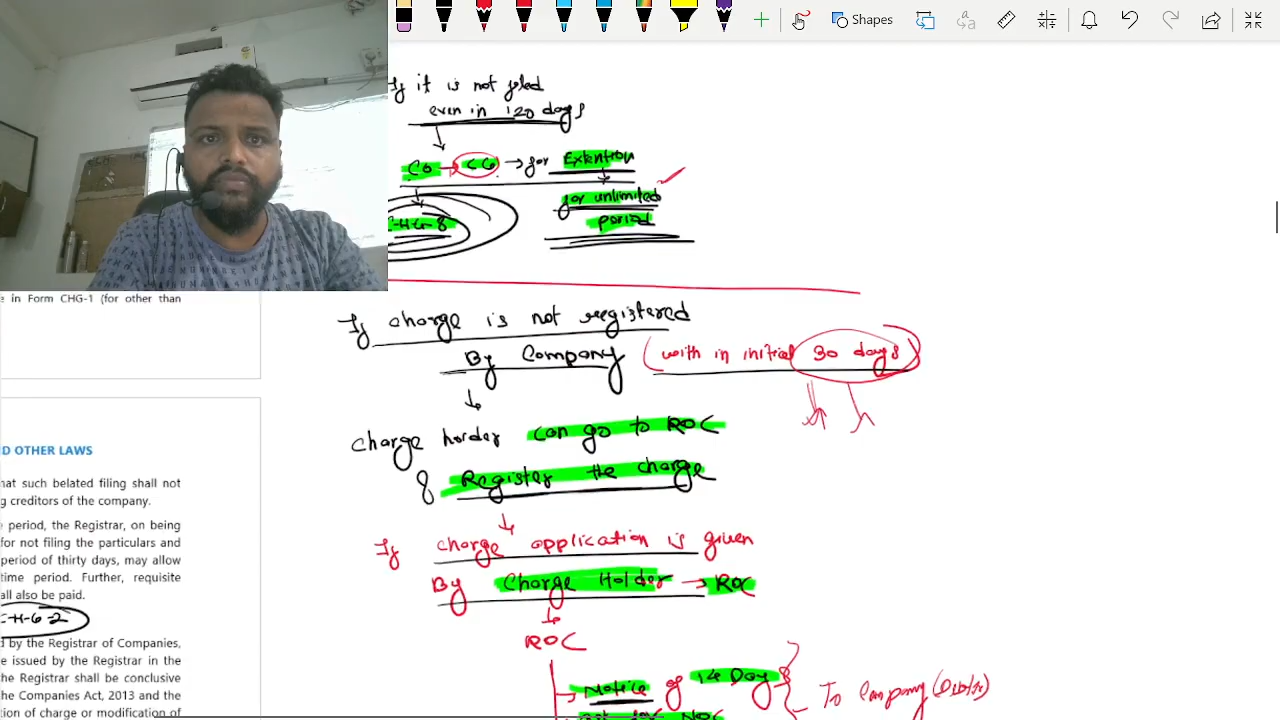 Shapes
If it is not filed
even in 120 days
CO → CG → for Extention
for unlimited
period
CHG-8
e in Form CHG-1 (for other than
If charge is not registered
By Company (with in initial 30 days)
charge holder can go to ROC
& Register the charge
If charge application is given
By Charge Holder → ROC
ROC
Notice of 14 Days
To Company (Debtor)
ND OTHER LAWS
hat such belated filing shall not
g creditors of the company.
e period, the Registrar, on being
for not filing the particulars and
period of thirty days, may allow
time period. Further, requisite
all also be paid.
d by the Registrar of Companies,
e issued by the Registrar in the
he Registrar shall be conclusive
he Companies Act, 2013 and the
tion of charge or modification of